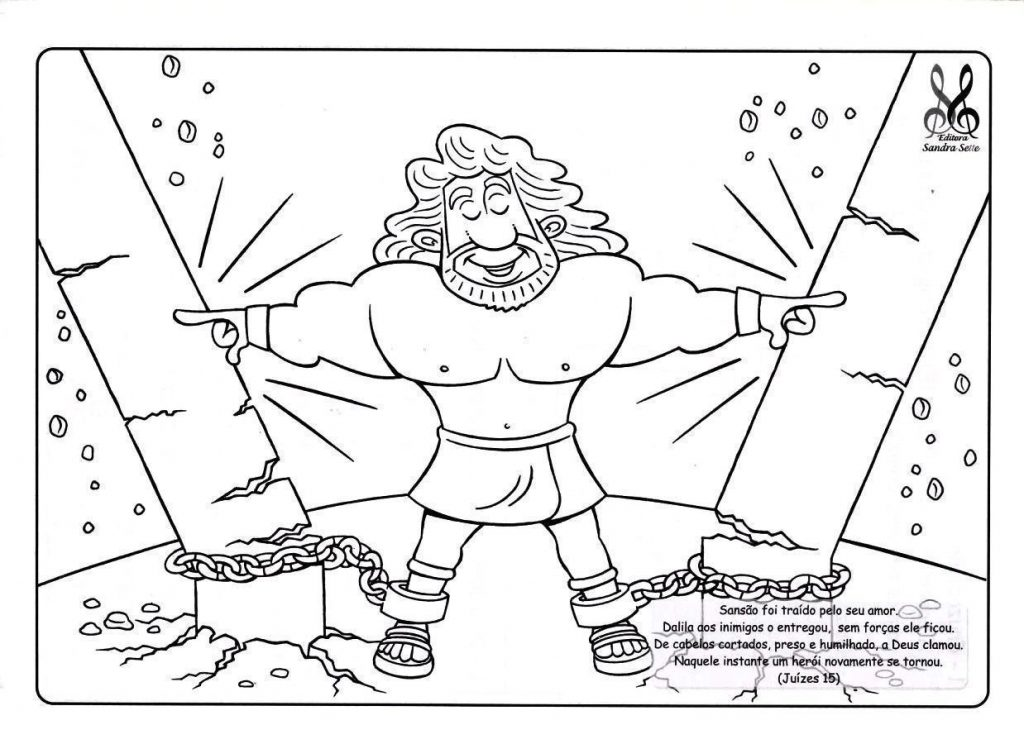 Editora
Sandra Sette
Sansão foi traído pelo seu amor.
Dalila aos inimigos o entregou, sem forças ele ficou.
De cabelos cortados, preso e humilhado, a Deus clamou.
Naquele instante um herói novamente se tornou.
(Juízes 15)